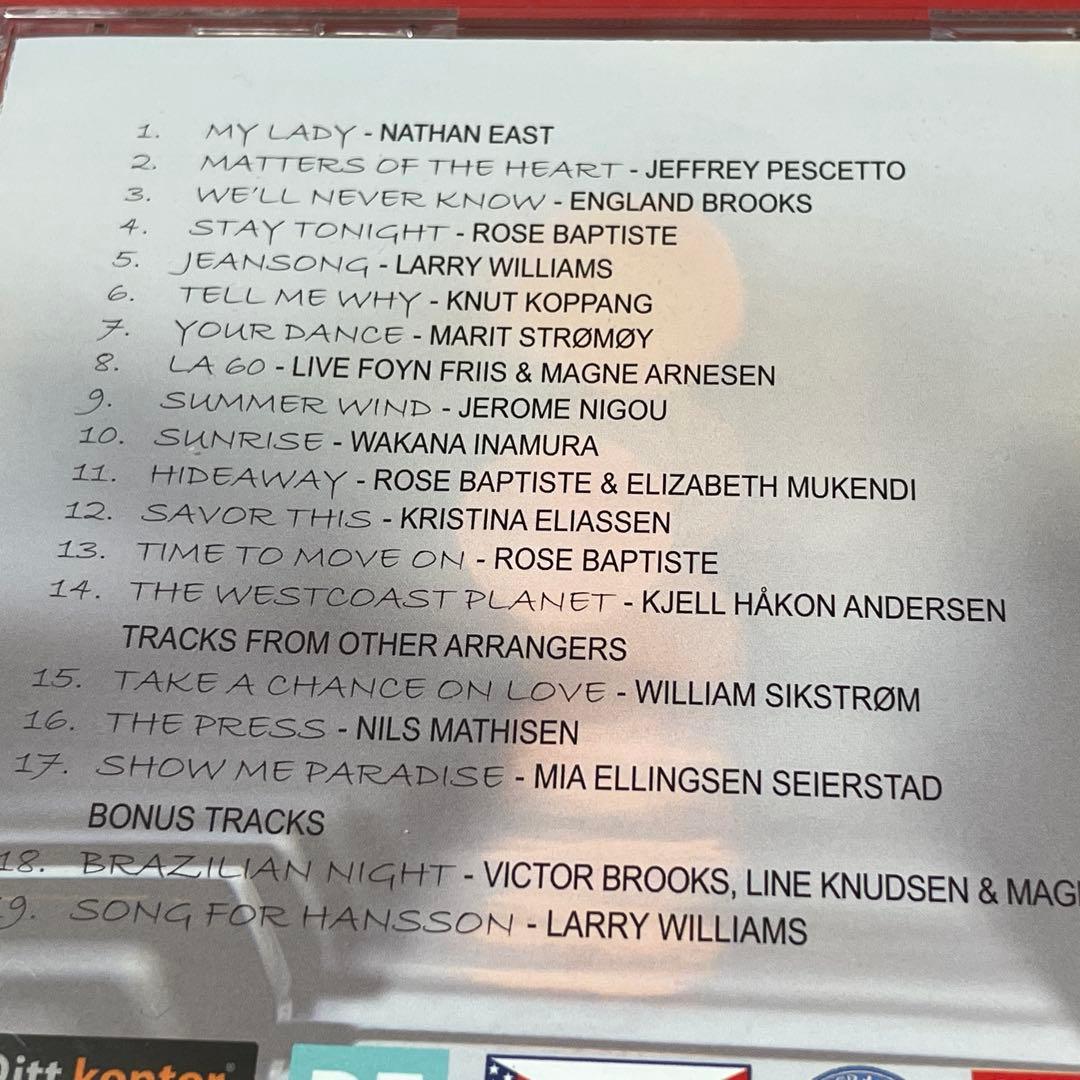 1. MY LADY - NATHAN EAST
2. MATTERS OF THE HEART - JEFFREY PESCETTO
3. WE'LL NEVER KNOW - ENGLAND BROOKS
4. STAY TONIGHT - ROSE BAPTISTE
5. JEANSONG - LARRY WILLIAMS
6. TELL ME WHY - KNUT KOPPANG
7. YOUR DANCE - MARIT STRØMØY
8. LA 60 - LIVE FOYN FRIIS & MAGNE ARNESEN
9. SUMMER WIND - JEROME NIGOU
10. SUNRISE - WAKANA INAMURA
11. HIDEAWAY - ROSE BAPTISTE & ELIZABETH MUKENDI
12. SAVOR THIS - KRISTINA ELIASSEN
13. TIME TO MOVE ON - ROSE BAPTISTE
14. THE WESTCOAST PLANET - KJELL HÅKON ANDERSEN
TRACKS FROM OTHER ARRANGERS
15. TAKE A CHANCE ON LOVE - WILLIAM SIKSTRØM
16. THE PRESS - NILS MATHISEN
17. SHOW ME PARADISE - MIA ELLINGSEN SEIERSTAD
BONUS TRACKS
18. BRAZILIAN NIGHT - VICTOR BROOKS, LINE KNUDSEN &
9. SONG FOR HANSSON - LARRY WILLIAMS
Ditt kontor